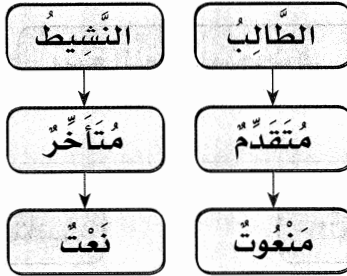 الطَّالِبُ النَّشِيطُ
مُتَقَدِّمٌ مُتَأَخِّرٌ
مَنْعُوتٌ نَعْتٌ